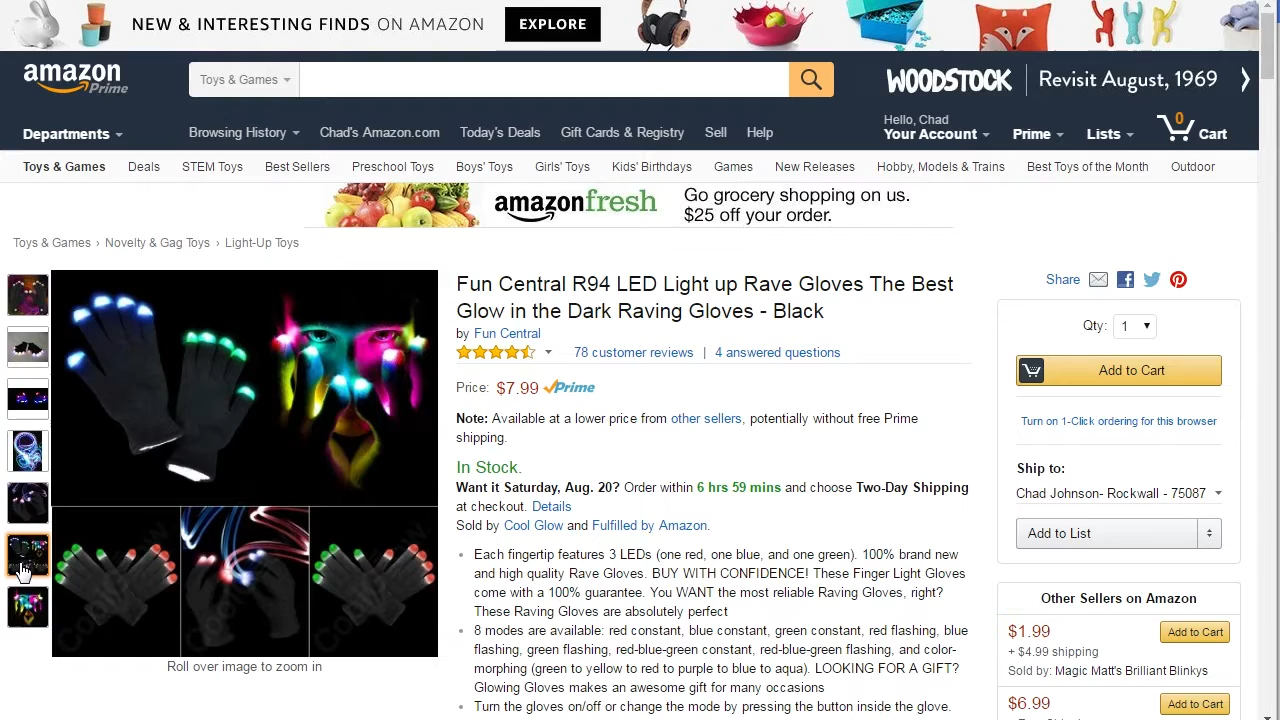 NEW & INTERESTING FINDS ON AMAZON
EXPLORE
amazon
Prime
Toys & Games
WOODSTOCK
Revisit August, 1969
Departments
Browsing History
Chad's Amazon.com
Today's Deals
Gift Cards & Registry
Sell
Help
Hello, Chad
Your Account
Prime
Lists
0
Cart
Toys & Games
Deals
STEM Toys
Best Sellers
Preschool Toys
Boys' Toys
Girls' Toys
Kids' Birthdays
Games
New Releases
Hobby, Models & Trains
Best Toys of the Month
Outdoor
amazonfresh
Go grocery shopping on us.
$25 off your order.
Toys & Games › Novelty & Gag Toys › Light-Up Toys
Roll over image to zoom in
Fun Central R94 LED Light up Rave Gloves The Best
Glow in the Dark Raving Gloves - Black
by Fun Central
78 customer reviews | 4 answered questions
Price: $7.99 Prime
Note: Available at a lower price from other sellers, potentially without free Prime
shipping.
In Stock.
Want it Saturday, Aug. 20? Order within 6 hrs 59 mins and choose Two-Day Shipping
at checkout. Details
Sold by Cool Glow and Fulfilled by Amazon.
• Each fingertip features 3 LEDs (one red, one blue, and one green). 100% brand new
and high quality Rave Gloves. BUY WITH CONFIDENCE! These Finger Light Gloves
come with a 100% guarantee. You WANT the most reliable Raving Gloves, right?
These Raving Gloves are absolutely perfect
• 8 modes are available: red constant, blue constant, green constant, red flashing, blue
flashing, green flashing, red-blue-green constant, red-blue-green flashing, and color-
morphing (green to yellow to red to purple to blue to aqua). LOOKING FOR A GIFT?
Glowing Gloves makes an awesome gift for many occasions
• Turn the gloves on/off or change the mode by pressing the button inside the glove.
Share
Qty: 1
Add to Cart
Turn on 1-Click ordering for this browser
Ship to:
Chad Johnson- Rockwall - 75087
Add to List
Other Sellers on Amazon
$1.99
Add to Cart
+ $4.99 shipping
Sold by: Magic Matt's Brilliant Blinkys
$6.99
Add to Cart